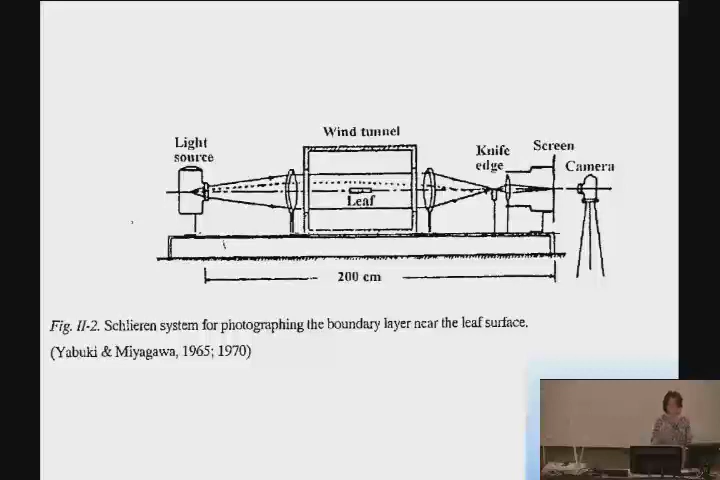 Wind tunnel
Light
source
Knife
edge
Screen
Camera
Leaf
200 cm
Fig. II-2. Schlieren system for photographing the boundary layer near the leaf surface.
(Yabuki & Miyagawa, 1965; 1970)